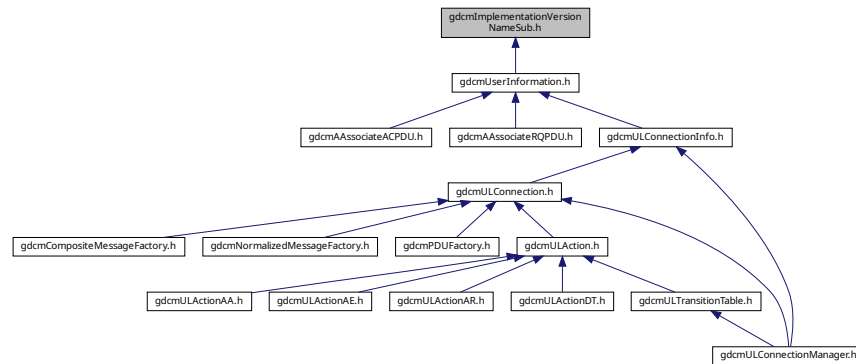 gdcmImplementationVersion
NameSub.h
gdcmUserInformation.h
gdcmAAssociateACPDU.h
gdcmAAssociateRQPDU.h
gdcmULConnectionInfo.h
gdcmULConnection.h
gdcmCompositeMessageFactory.h
gdcmNormalizedMessageFactory.h
gdcmPDUFactory.h
gdcmULAction.h
gdcmULActionAA.h
gdcmULActionAE.h
gdcmULActionAR.h
gdcmULActionDT.h
gdcmULTransitionTable.h
gdcmULConnectionManager.h